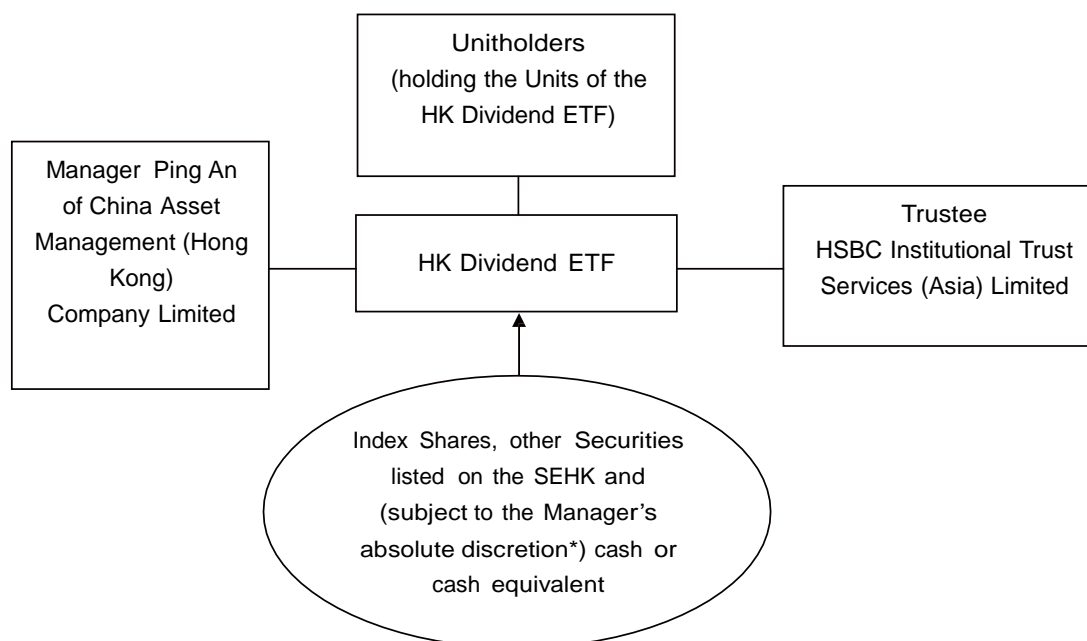 Unitholders
(holding the Units of the
HK Dividend ETF)
Manager Ping An
of China Asset
Management (Hong
Kong)
Company Limited
HK Dividend ETF
Trustee
HSBC Institutional Trust
Services (Asia) Limited
Index Shares, other Securities
listed on the SEHK and
(subject to the Manager’s
absolute discretion*) cash or
cash equivalent